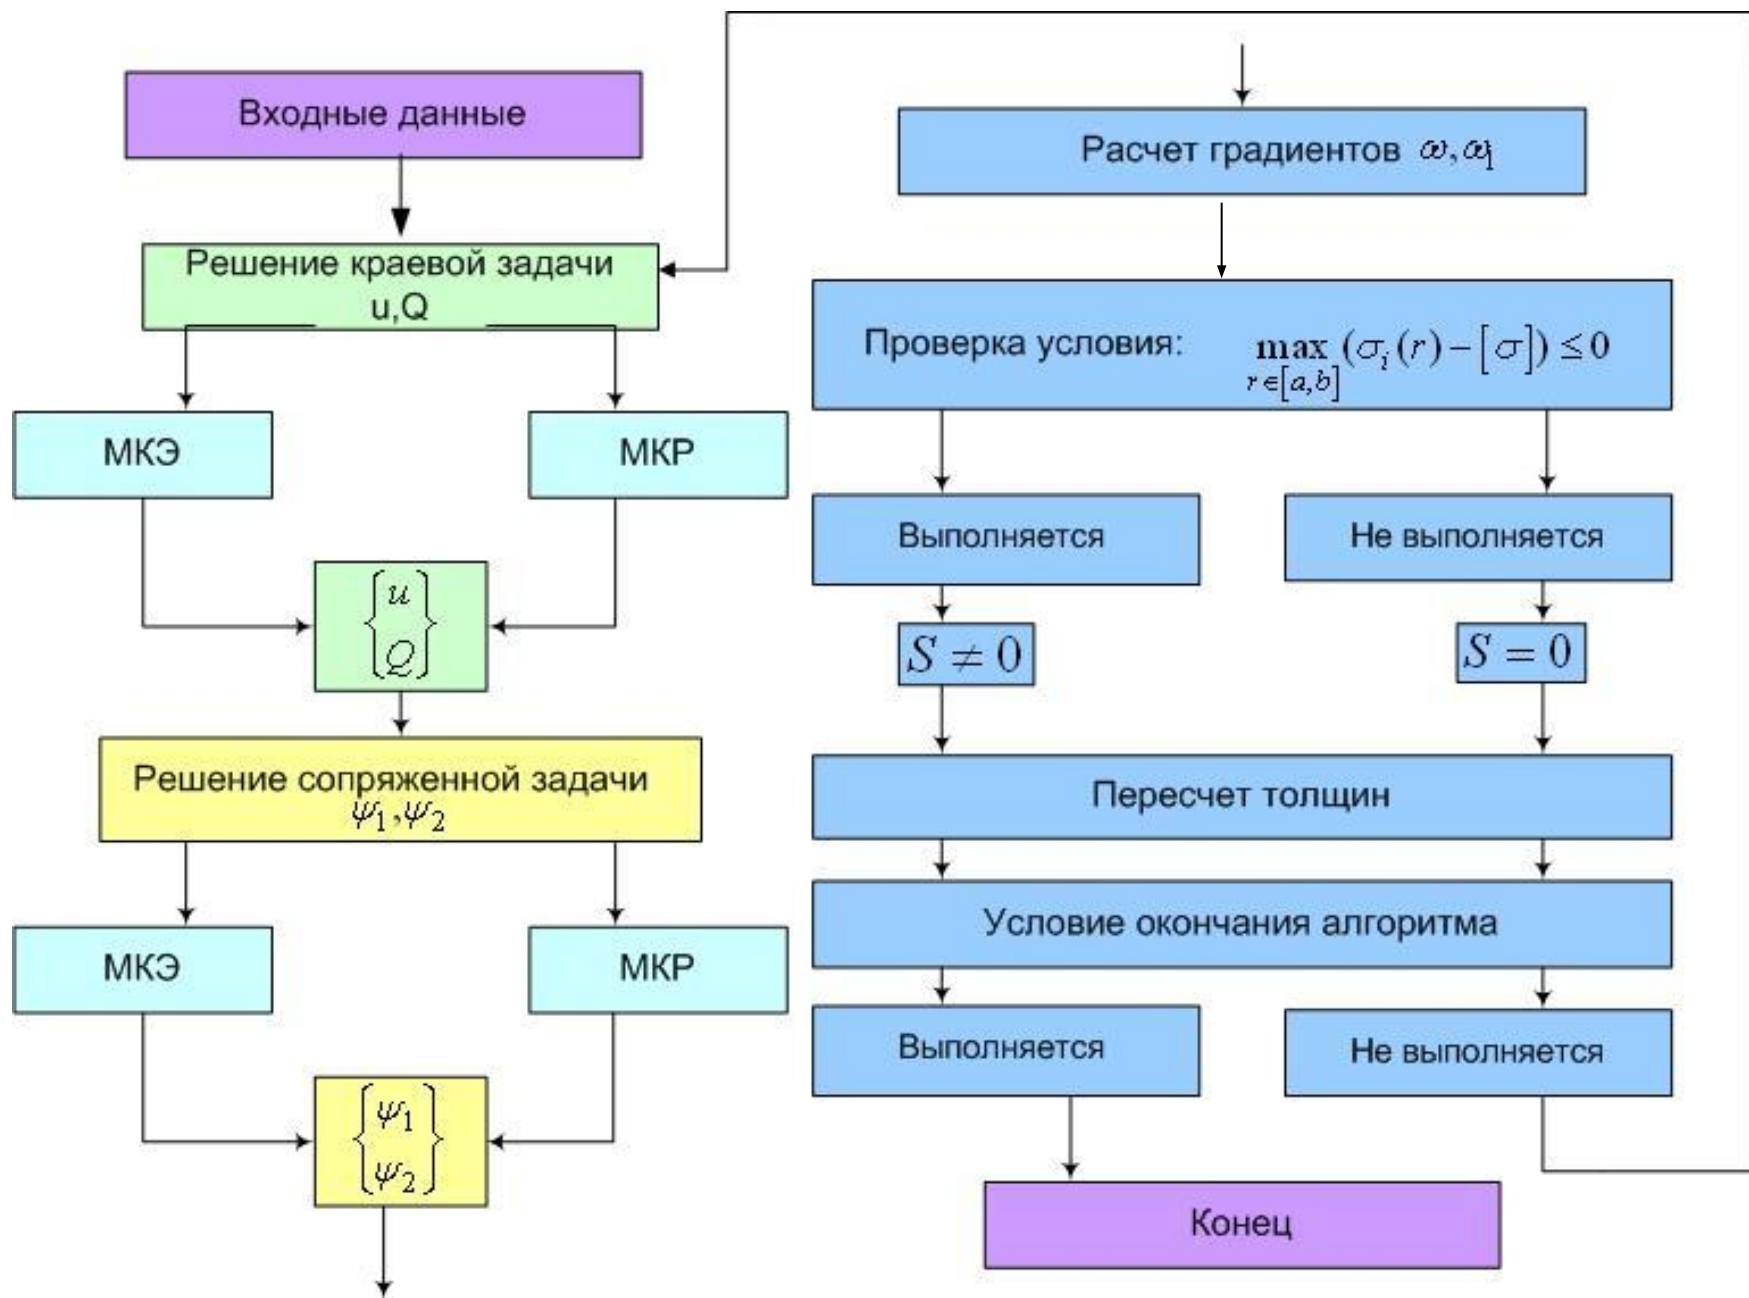 Входные данные
Решение краевой задачи
u,Q
МКЭ
МКР
{u
Q}
Решение сопряженной задачи
ψ₁,ψ₂
МКЭ
МКР
{ψ₁
ψ₂}
Расчет градиентов ω,ω₁
Проверка условия: max (σᵢ(r)−[σ]) ≤ 0
r∈[a,b]
Выполняется
Не выполняется
S ≠ 0
S = 0
Пересчет толщин
Условие окончания алгоритма
Выполняется
Не выполняется
Конец